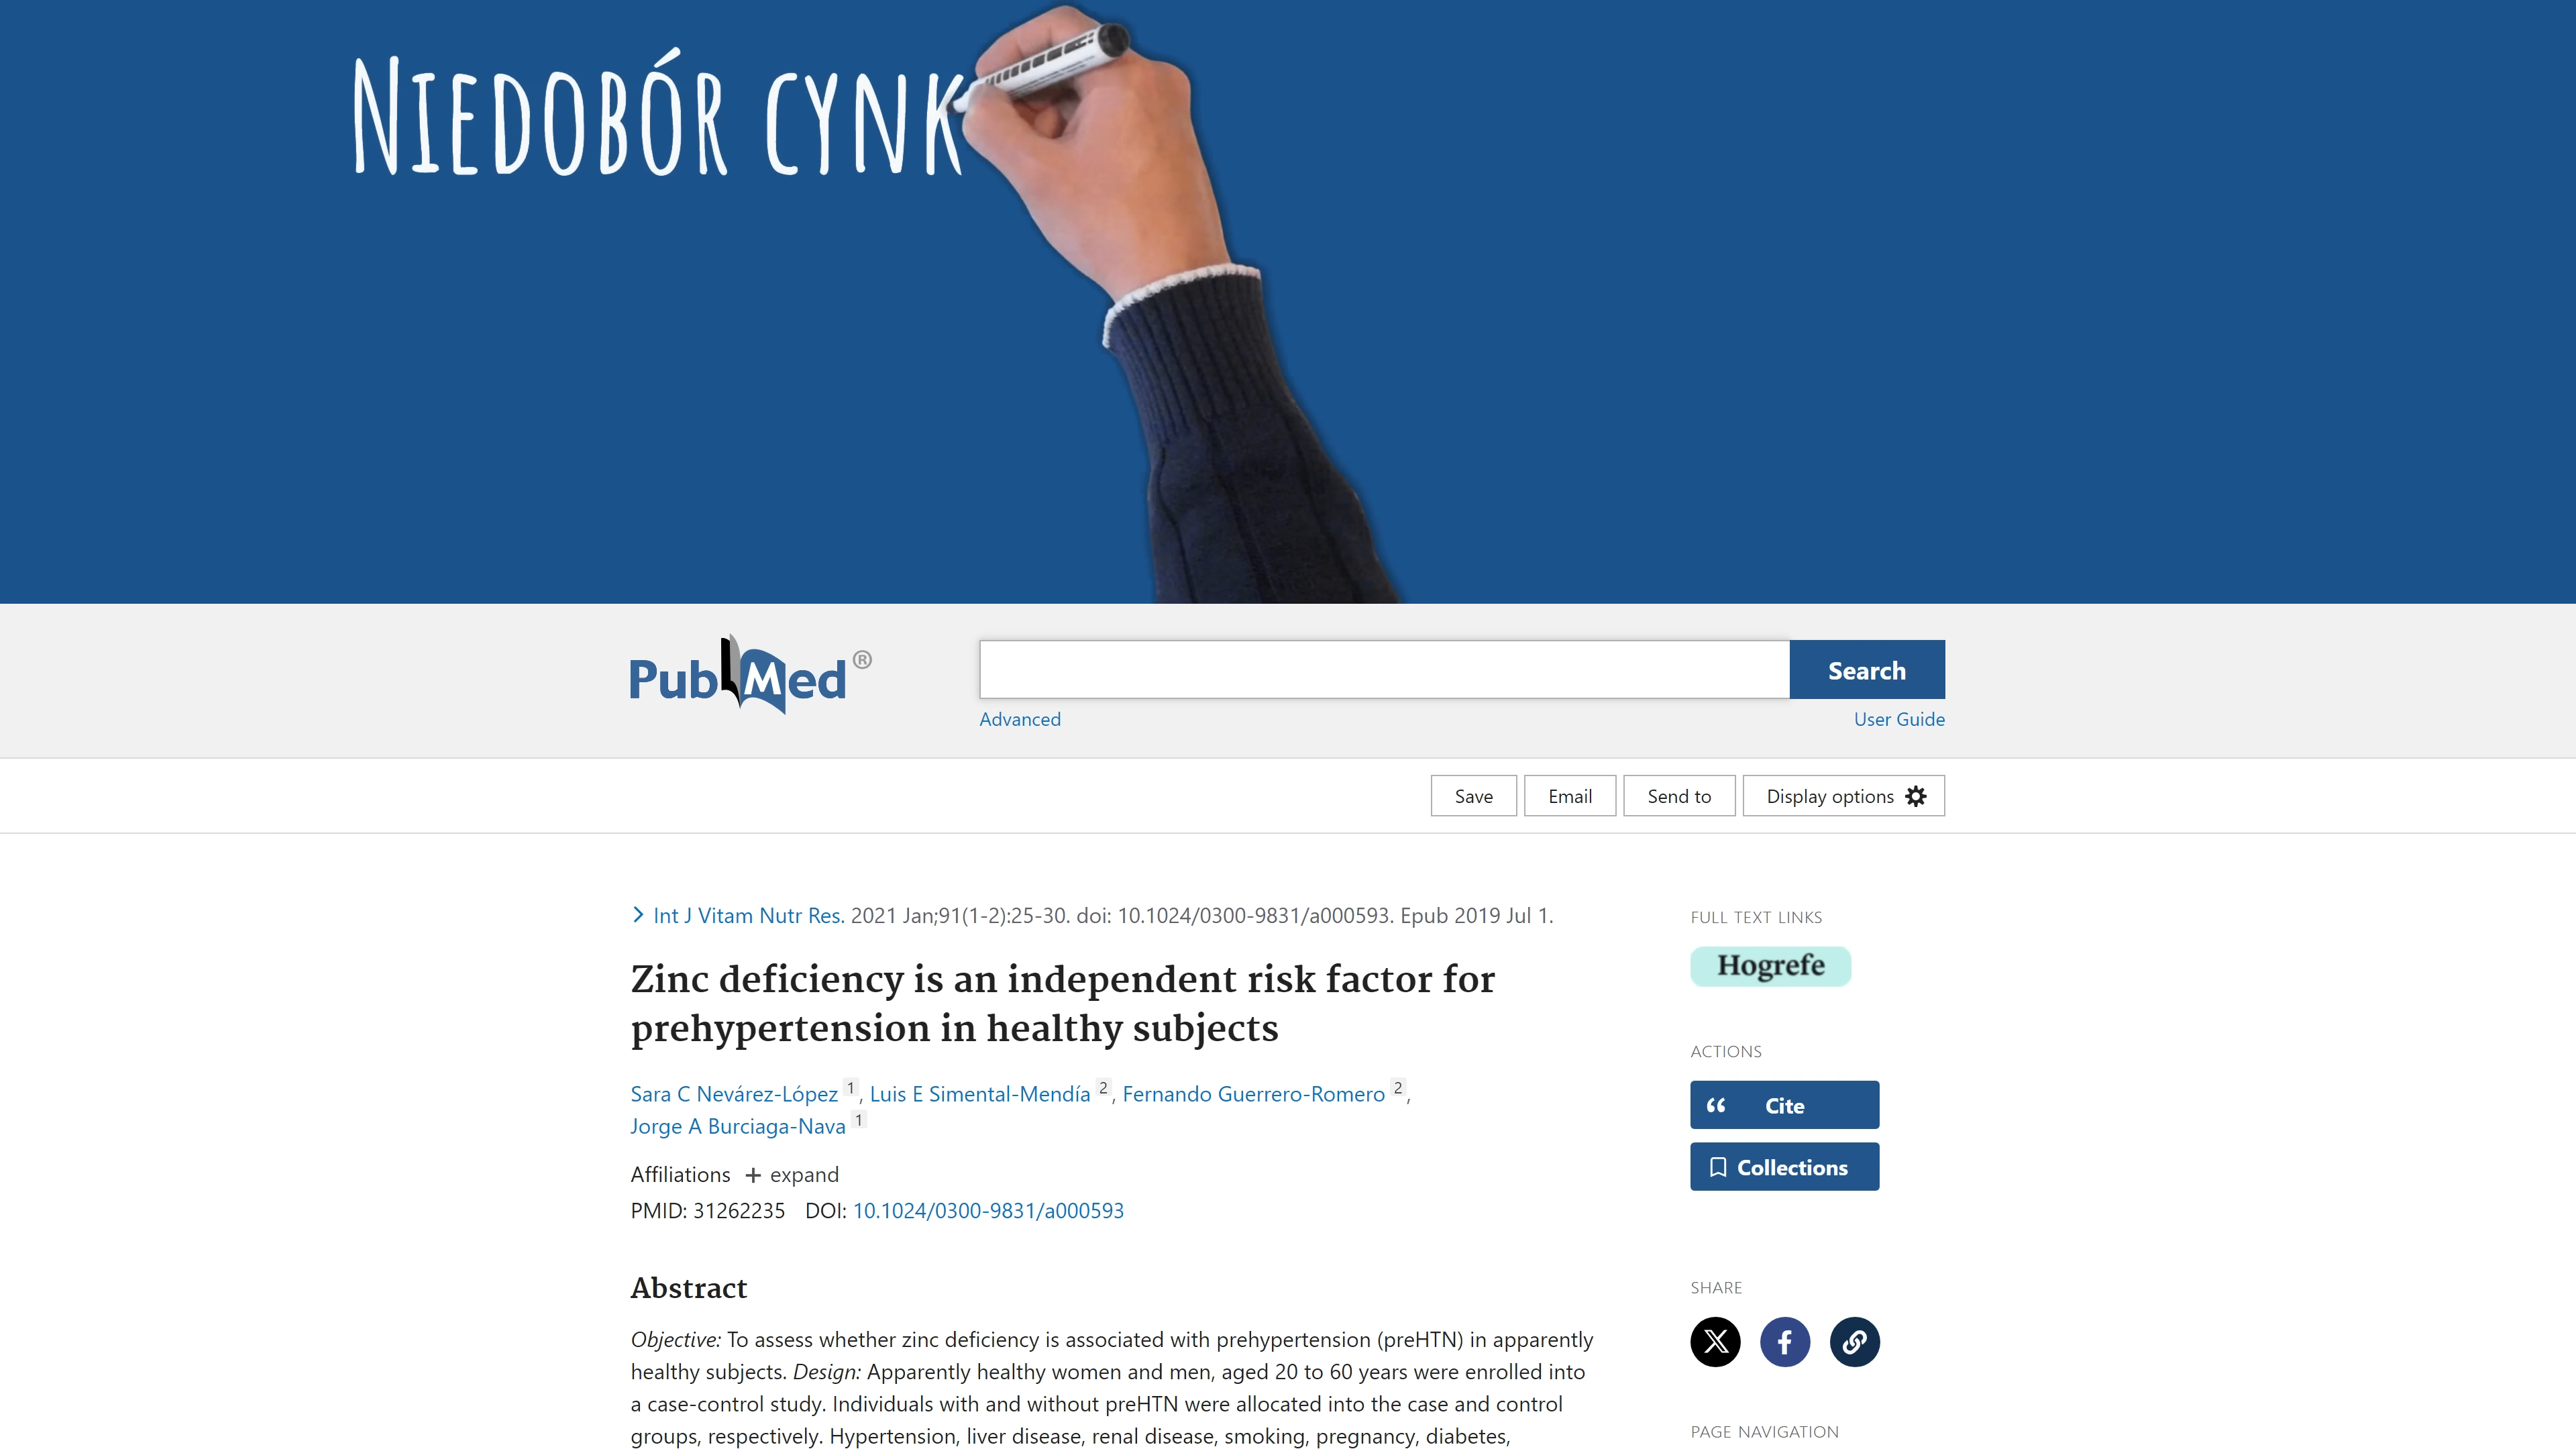 NIEDOBÓR CYNK
PubMed®
Search
Advanced
User Guide
Save
Email
Send to
Display options
Int J Vitam Nutr Res. 2021 Jan;91(1-2):25-30. doi: 10.1024/0300-9831/a000593. Epub 2019 Jul 1.
Zinc deficiency is an independent risk factor for
prehypertension in healthy subjects
Sara C Nevárez-López 1, Luis E Simental-Mendía 2, Fernando Guerrero-Romero 2,
Jorge A Burciaga-Nava 1
Affiliations + expand
PMID: 31262235 DOI: 10.1024/0300-9831/a000593
Abstract
Objective: To assess whether zinc deficiency is associated with prehypertension (preHTN) in apparently
healthy subjects. Design: Apparently healthy women and men, aged 20 to 60 years were enrolled into
a case-control study. Individuals with and without preHTN were allocated into the case and control
groups, respectively. Hypertension, liver disease, renal disease, smoking, pregnancy, diabetes,
FULL TEXT LINKS
Hogrefe
ACTIONS
Cite
Collections
SHARE
PAGE NAVIGATION